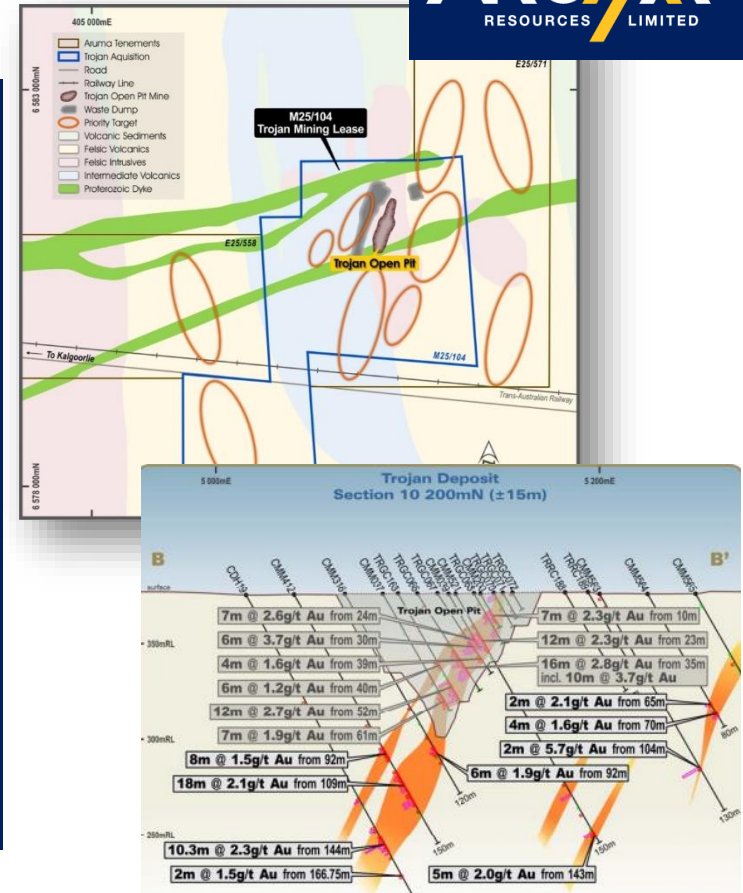 RESOURCES LIMITED
405 000mE
6 583 000mN
Aruma Tenements
Trojan Aquisition
Road
Railway Line
Trojan Open Pit Mine
Waste Dump
Priority Target
Volcanic Sediments
Felsic Volcanics
Felsic Intrusives
Intermediate Volcanics
Proterozoic Dyke
E25/571
M25/104
Trojan Mining Lease
E25/558
Trojan Open Pit
To Kalgoorlie
M25/104
Trans-Australian Railway
6 578 000mN
5 000mE
Trojan Deposit
Section 10 200mN (±15m)
5 200mE
B
B'
CDH19
CMM412
CMM316
CMM037
TRGC160
TRRC188
CMM564
CMM565
surface
Trojan Open Pit
7m @ 2.6g/t Au from 24m
7m @ 2.3g/t Au from 10m
6m @ 3.7g/t Au from 30m
12m @ 2.3g/t Au from 23m
350mRL
4m @ 1.6g/t Au from 39m
16m @ 2.8g/t Au from 35m
incl. 10m @ 3.7g/t Au
6m @ 1.2g/t Au from 40m
2m @ 2.1g/t Au from 65m
12m @ 2.7g/t Au from 52m
4m @ 1.6g/t Au from 70m
7m @ 1.9g/t Au from 61m
80m
300mRL
2m @ 5.7g/t Au from 104m
8m @ 1.5g/t Au from 92m
6m @ 1.9g/t Au from 92m
18m @ 2.1g/t Au from 109m
120m
130m
250mRL
150m
150m
10.3m @ 2.3g/t Au from 144m
2m @ 1.5g/t Au from 166.75m
5m @ 2.0g/t Au from 143m